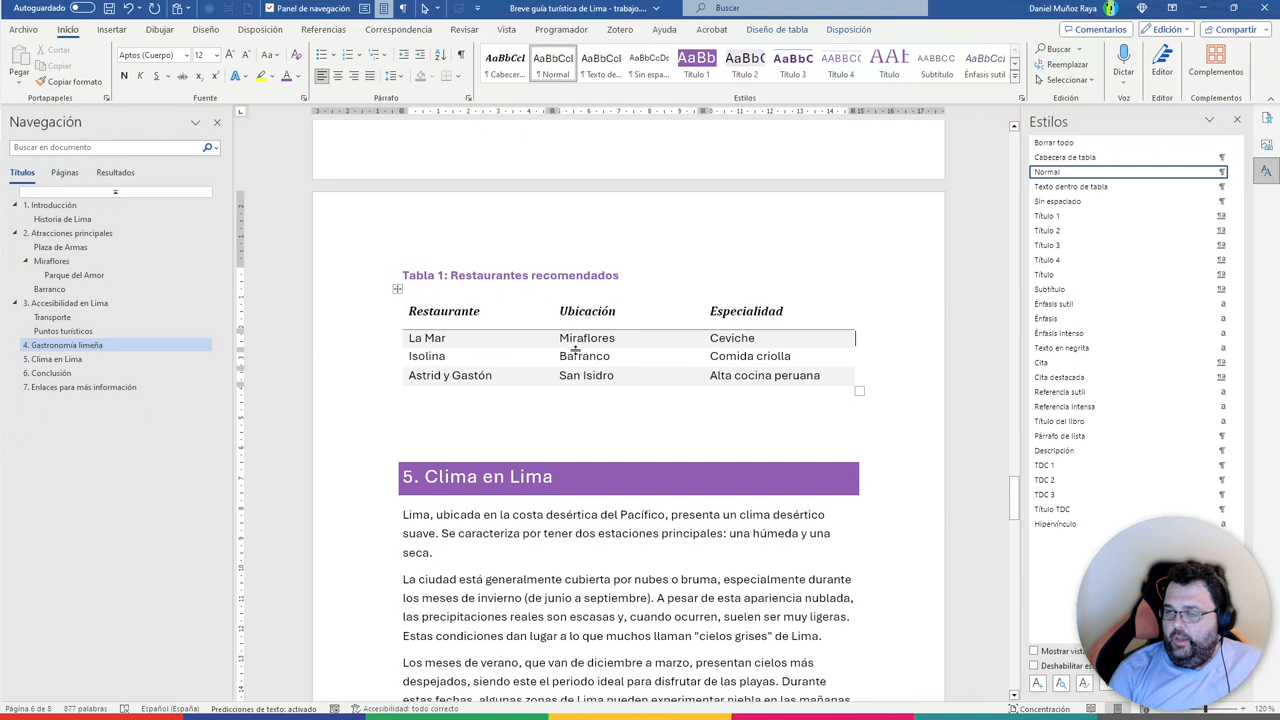 Autoguardado
Panel de navegación
Breve guía turística de Lima - trabajo...
Buscar
Daniel Muñoz Raya
Archivo Inicio Insertar Dibujar Diseño Disposición Referencias Revisar Vista Programador Zotero Ayuda Acrobat Diseño de tabla Disposición
Comentarios Edición Compartir
Pegar
Cortar
Copiar
Copiar formato
Portapapeles
Aptos (Cuerpo) 12
Fuente
Párrafo
¶ Cabecer... ¶ Normal ¶ Texto de... ¶ Sin espa... Título 1 Título 2 Título 3 Título 4 Título Subtítulo Énfasis sutil
Estilos
Buscar
Reemplazar
Seleccionar
Edición
Dictar
Voz
Editor
Editor
Complementos
Complementos
Navegación
Buscar en documento
Títulos Páginas Resultados
1. Introducción
Historia de Lima
2. Atracciones principales
Plaza de Armas
Miraflores
Parque del Amor
Barranco
3. Accesibilidad en Lima
Transporte
Puntos turísticos
4. Gastronomía limeña
5. Clima en Lima
6. Conclusión
7. Enlaces para más información
Tabla 1: Restaurantes recomendados
Restaurante Ubicación Especialidad
La Mar Miraflores Ceviche
Isolina Barranco Comida criolla
Astrid y Gastón San Isidro Alta cocina peruana
5. Clima en Lima
Lima, ubicada en la costa desértica del Pacífico, presenta un clima desértico
suave. Se caracteriza por tener dos estaciones principales: una húmeda y una
seca.
La ciudad está generalmente cubierta por nubes o bruma, especialmente durante
los meses de invierno (de junio a septiembre). A pesar de esta apariencia nublada,
las precipitaciones reales son escasas y, cuando ocurren, suelen ser muy ligeras.
Estas condiciones dan lugar a lo que muchos llaman "cielos grises" de Lima.
Los meses de verano, que van de diciembre a marzo, presentan cielos más
despejados, siendo este el periodo ideal para disfrutar de las playas. Durante
estas fechas, algunas zonas de Lima pueden experimentar niebla en las mañanas
Estilos
Borrar todo
Cabecera de tabla
Normal
Texto dentro de tabla
Sin espaciado
Título 1
Título 2
Título 3
Título 4
Título
Subtítulo
Énfasis sutil
Énfasis
Énfasis intenso
Texto en negrita
Cita
Cita destacada
Referencia sutil
Referencia intensa
Título del libro
Párrafo de lista
Descripción
TDC 1
TDC 2
TDC 3
Título TDC
Hipervínculo
Mostrar vista
Deshabilitar es
Página 6 de 8 877 palabras Español (España) Predicciones de texto: activado Accesibilidad: todo correcto Concentración 120 %